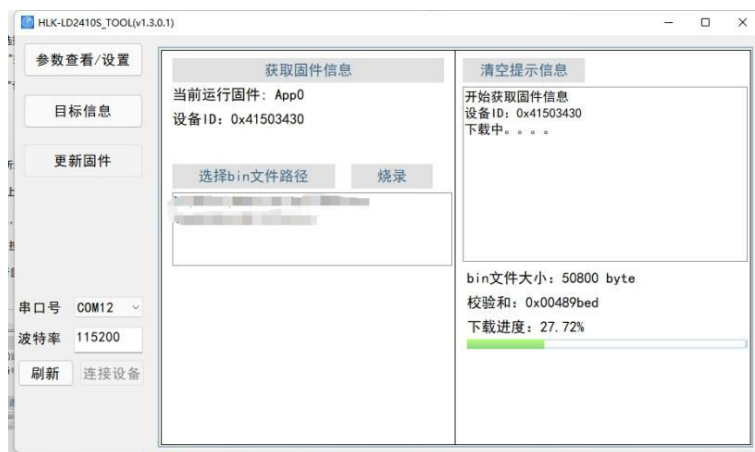 HLK-LD2410S_TOOL(v1.3.0.1)
参数查看/设置
目标信息
更新固件
串口号 COM12
波特率 115200
刷新 连接设备
获取固件信息
当前运行固件: App0
设备ID: 0x41503430
选择bin文件路径 烧录
清空提示信息
开始获取固件信息
设备ID: 0x41503430
下载中。。。。
bin文件大小: 50800 byte
校验和: 0x00489bed
下载进度: 27.72%